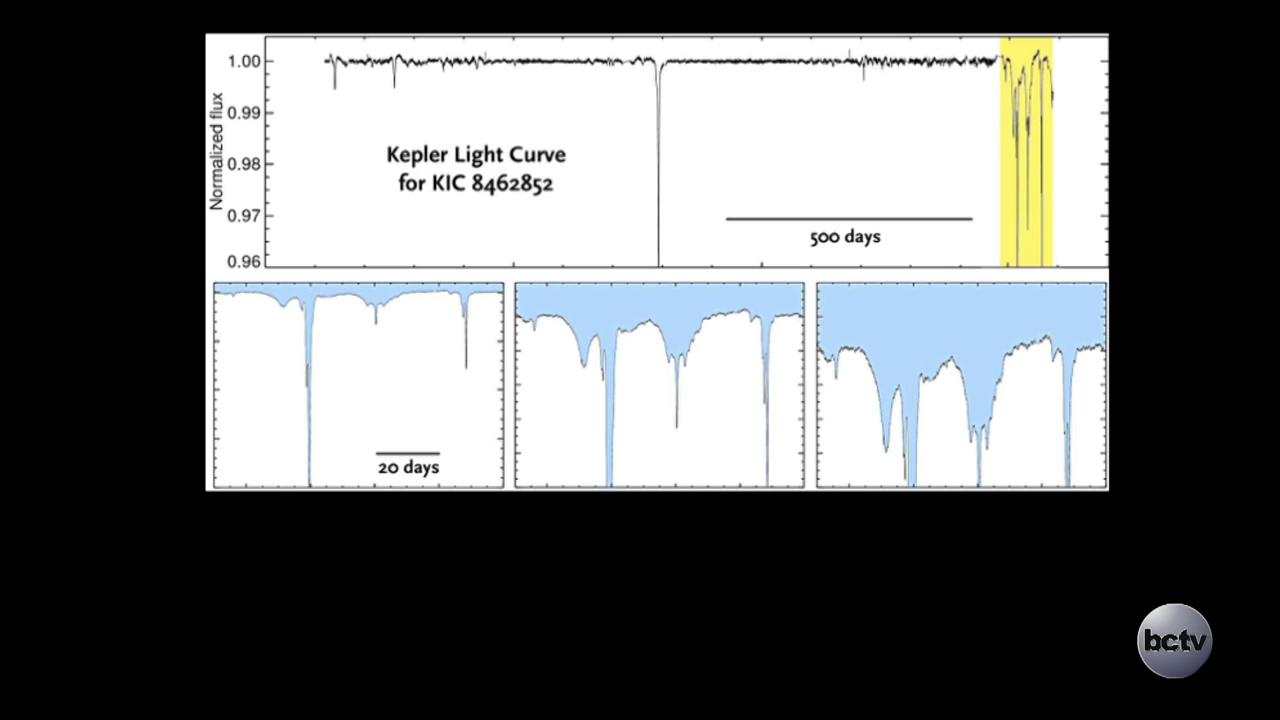 1.00
0.99
0.98
0.97
0.96
Normalized flux
Kepler Light Curve
for KIC 8462852
500 days
20 days
bctv